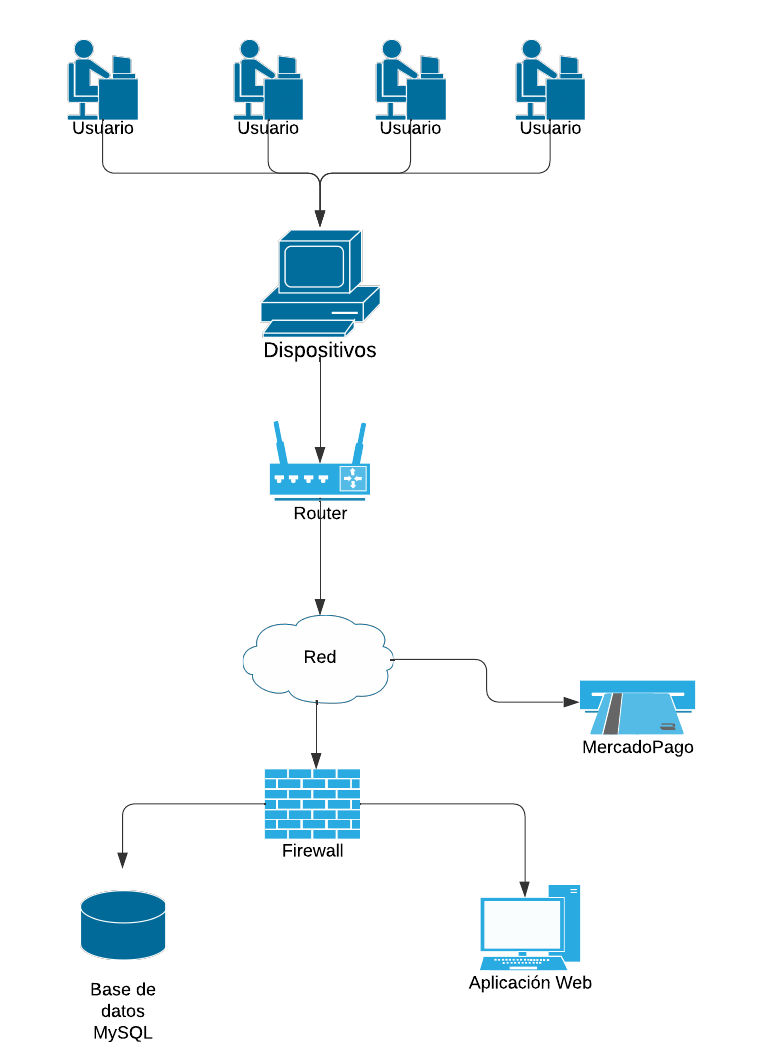 Usuario
Usuario
Usuario
Usuario
Dispositivos
Router
Red
MercadoPago
Firewall
Aplicación Web
Base de
datos
MySQL